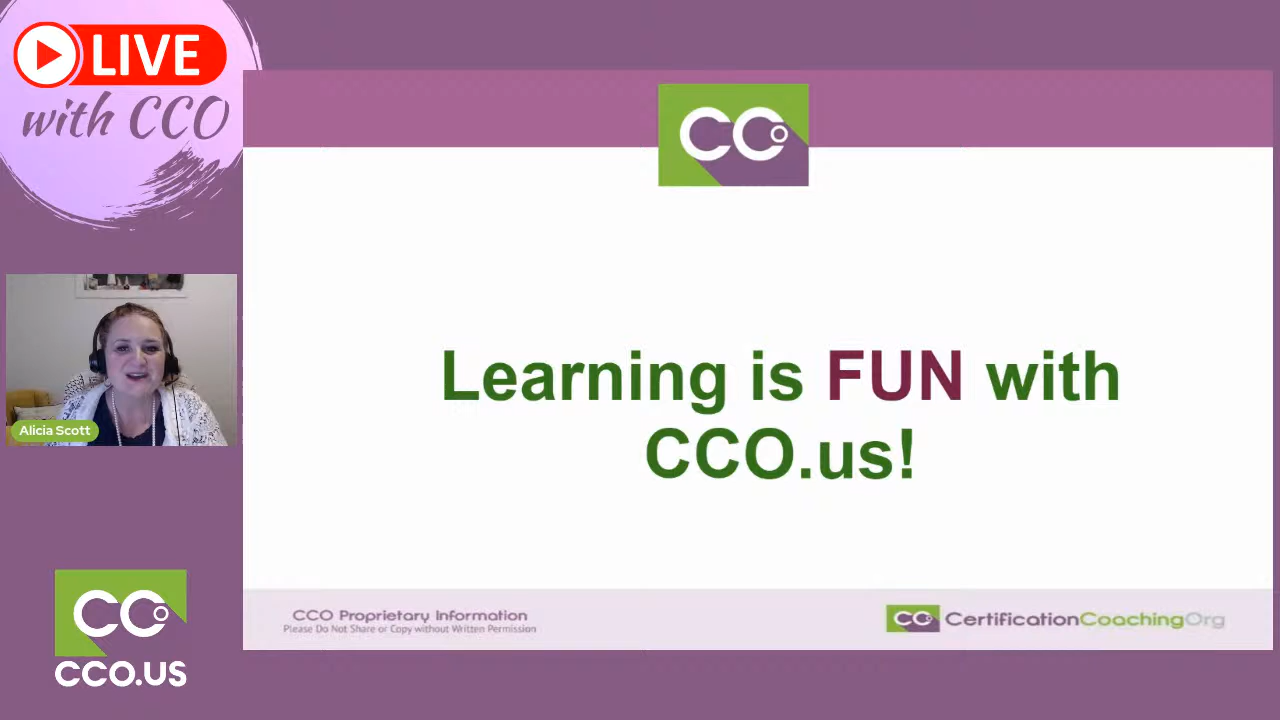 LIVE
with CCO
CCO
Learning is FUN with
CCO.us!
Alicia Scott
CCO Proprietary Information
Please Do Not Share or Copy without Written Permission
CCO CertificationCoachingOrg
CCO
CCO.US